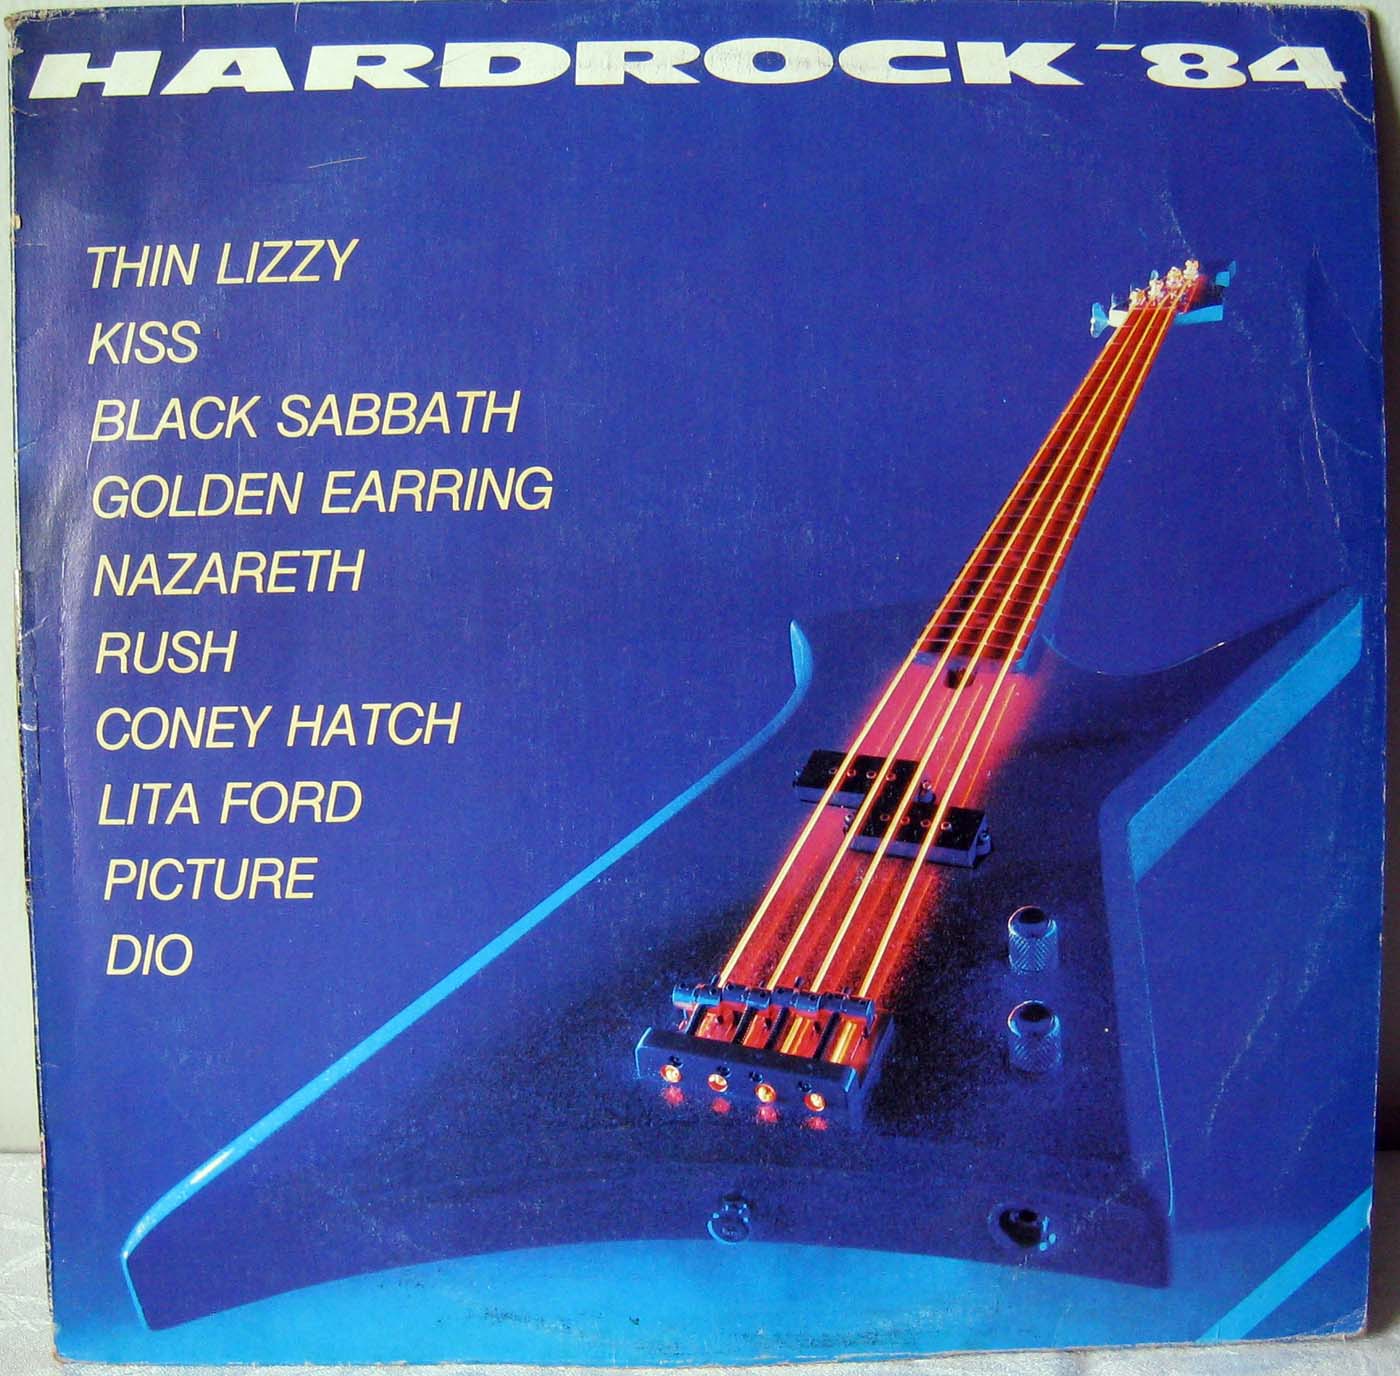 HARDROCK-'84
THIN LIZZY
KISS
BLACK SABBATH
GOLDEN EARRING
NAZARETH
RUSH
CONEY HATCH
LITA FORD
PICTURE
DIO